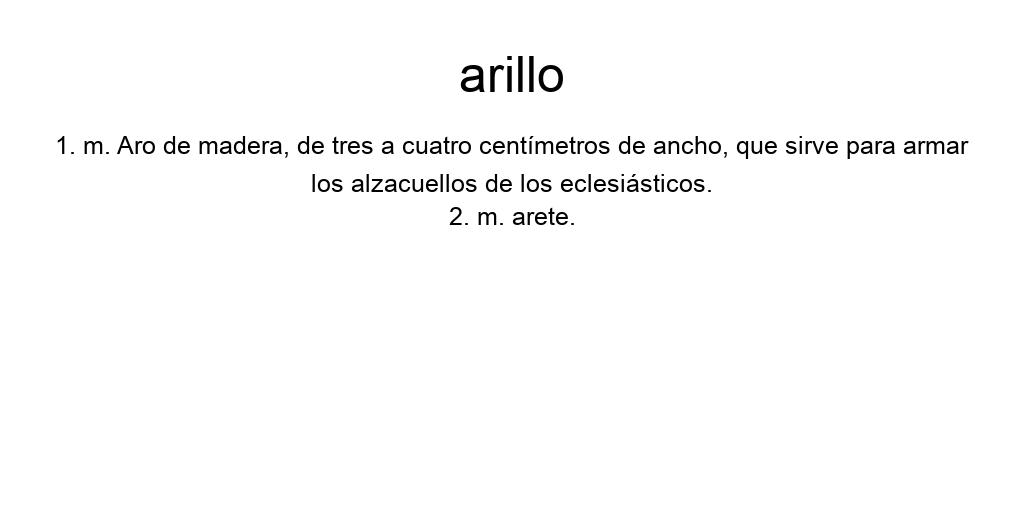 arillo
1. m. Aro de madera, de tres a cuatro centímetros de ancho, que sirve para armar
los alzacuellos de los eclesiásticos.
2. m. arete.